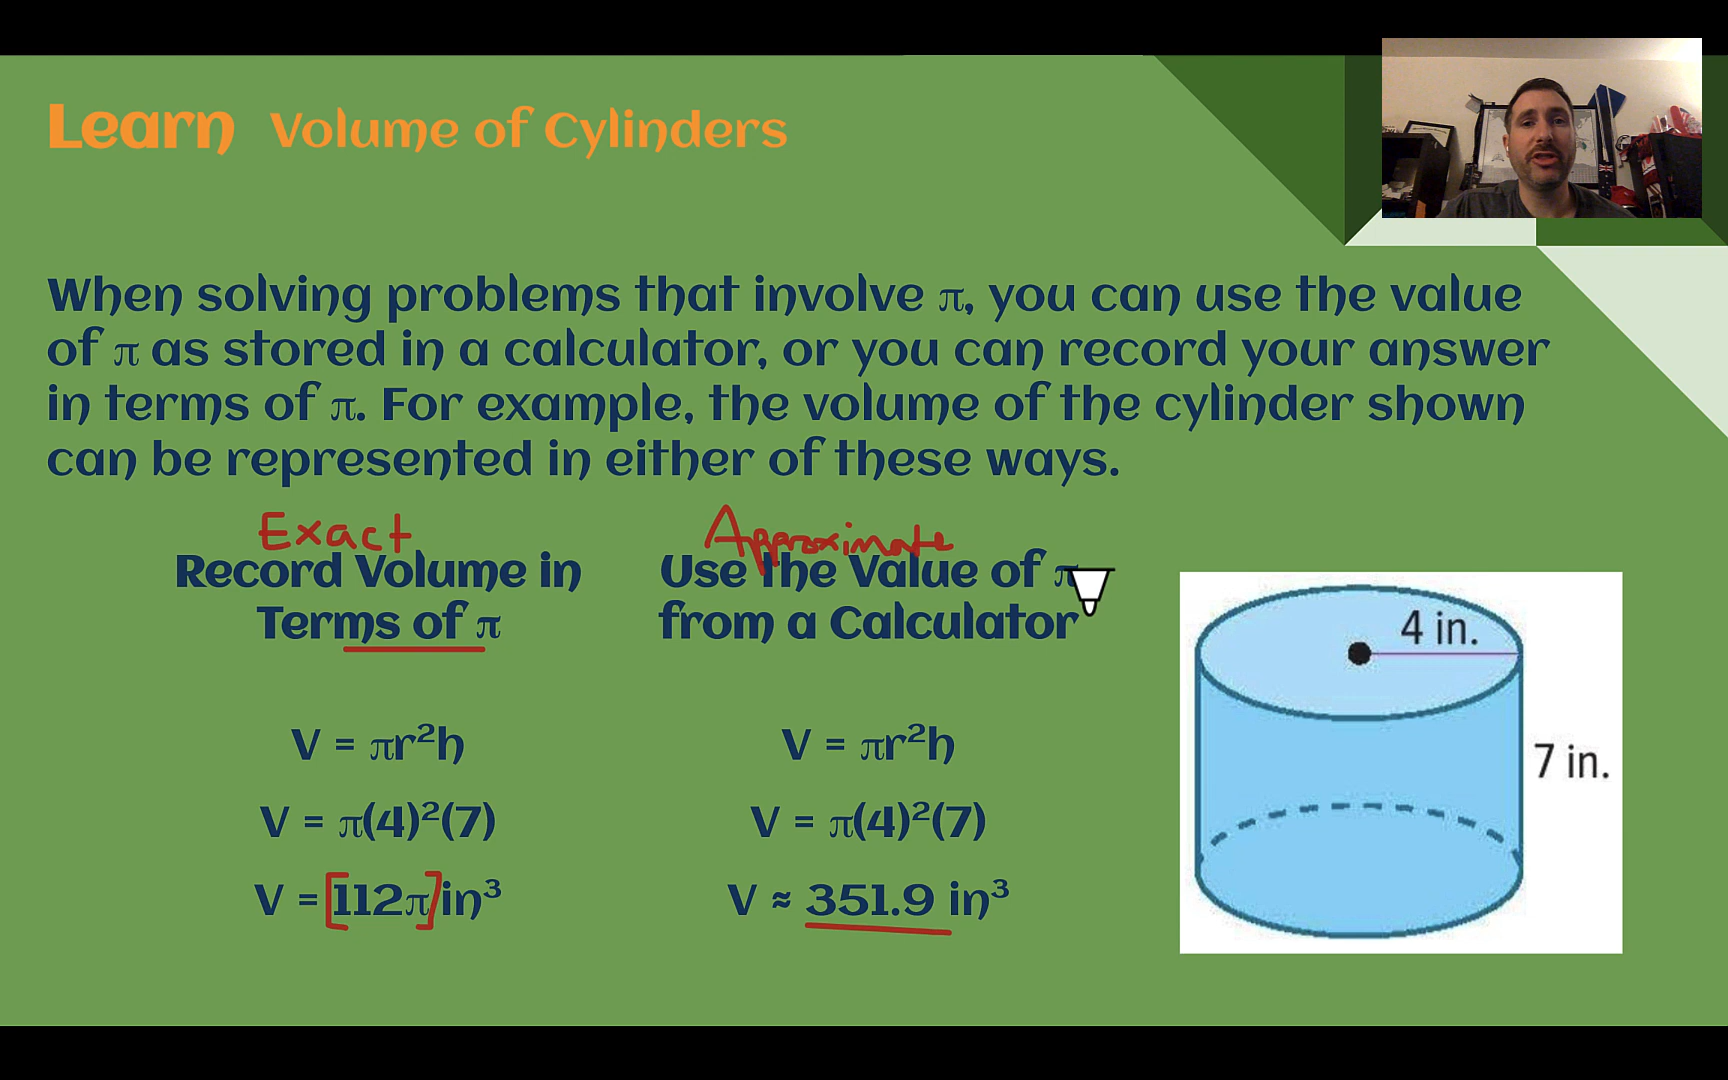 Learn Volume of Cylinders
When solving problems that involve π, you can use the value
of π as stored in a calculator, or you can record your answer
in terms of π. For example, the volume of the cylinder shown
can be represented in either of these ways.
Exact
Record Volume in
Terms of π
V = πr²h
V = π(4)²(7)
V = [112π] in³
Approximate
Use the Value of π
from a Calculator
V = πr²h
V = π(4)²(7)
V ≈ 351.9 in³
4 in.
7 in.